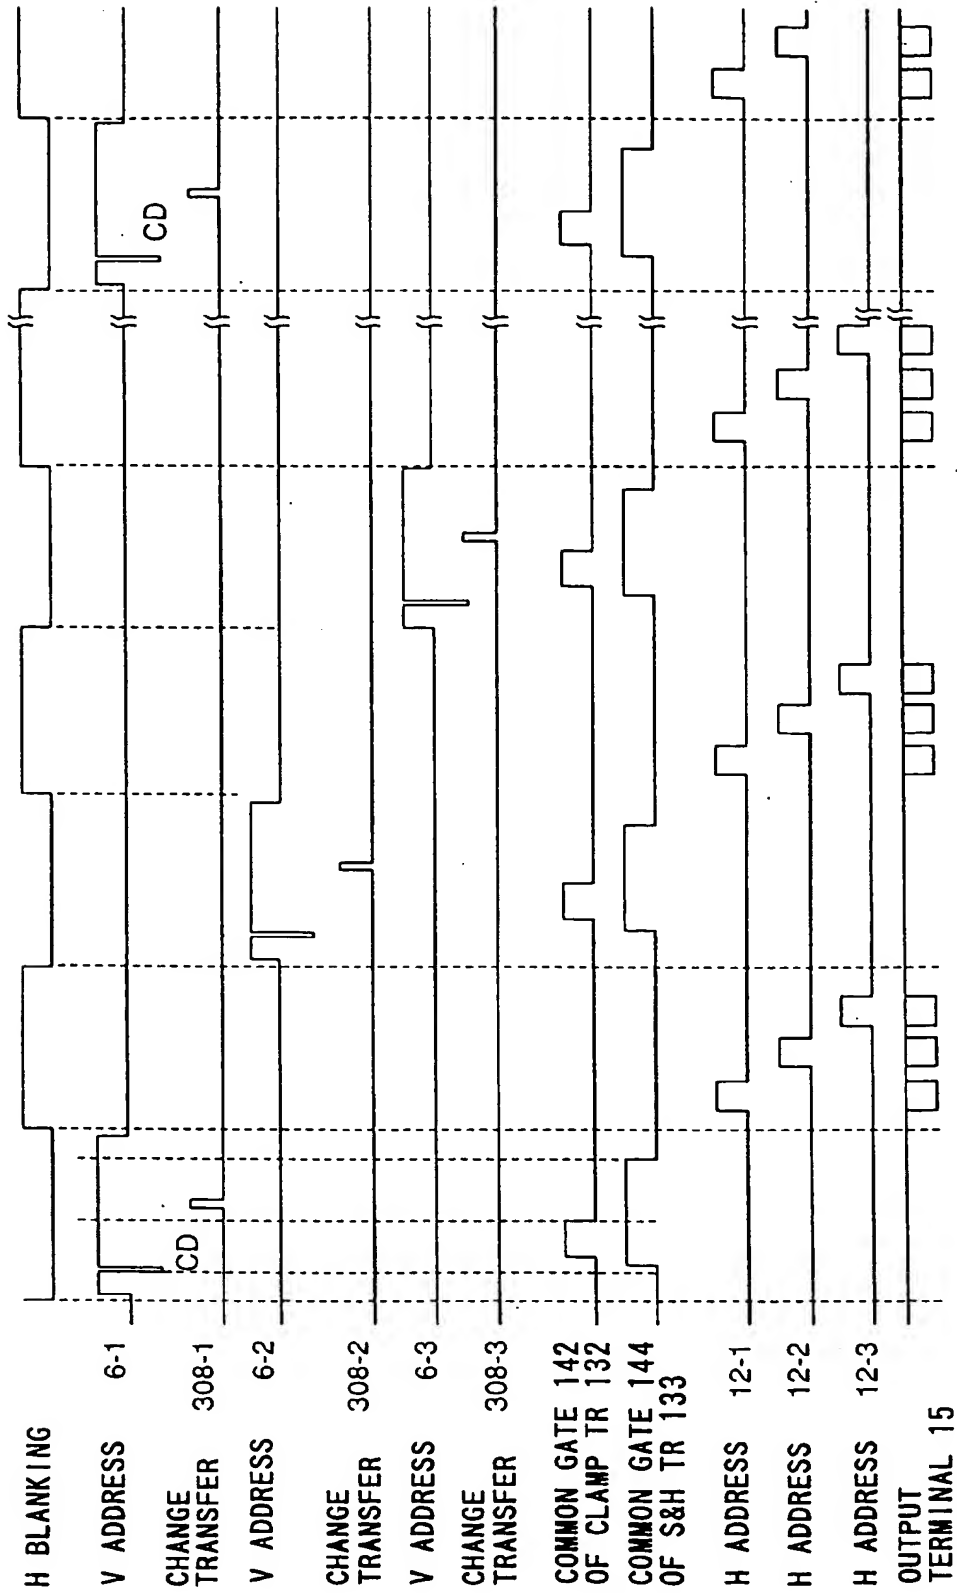 H BLANKING
V ADDRESS 6-1
CD
CD
CHANGE
TRANSFER 308-1
V ADDRESS 6-2
CHANGE
TRANSFER 308-2
V ADDRESS 6-3
CHANGE
TRANSFER 308-3
COMMON GATE 142
OF CLAMP TR 132
COMMON GATE 144
OF S&H TR 133
H ADDRESS 12-1
H ADDRESS 12-2
H ADDRESS 12-3
OUTPUT
TERMINAL 15